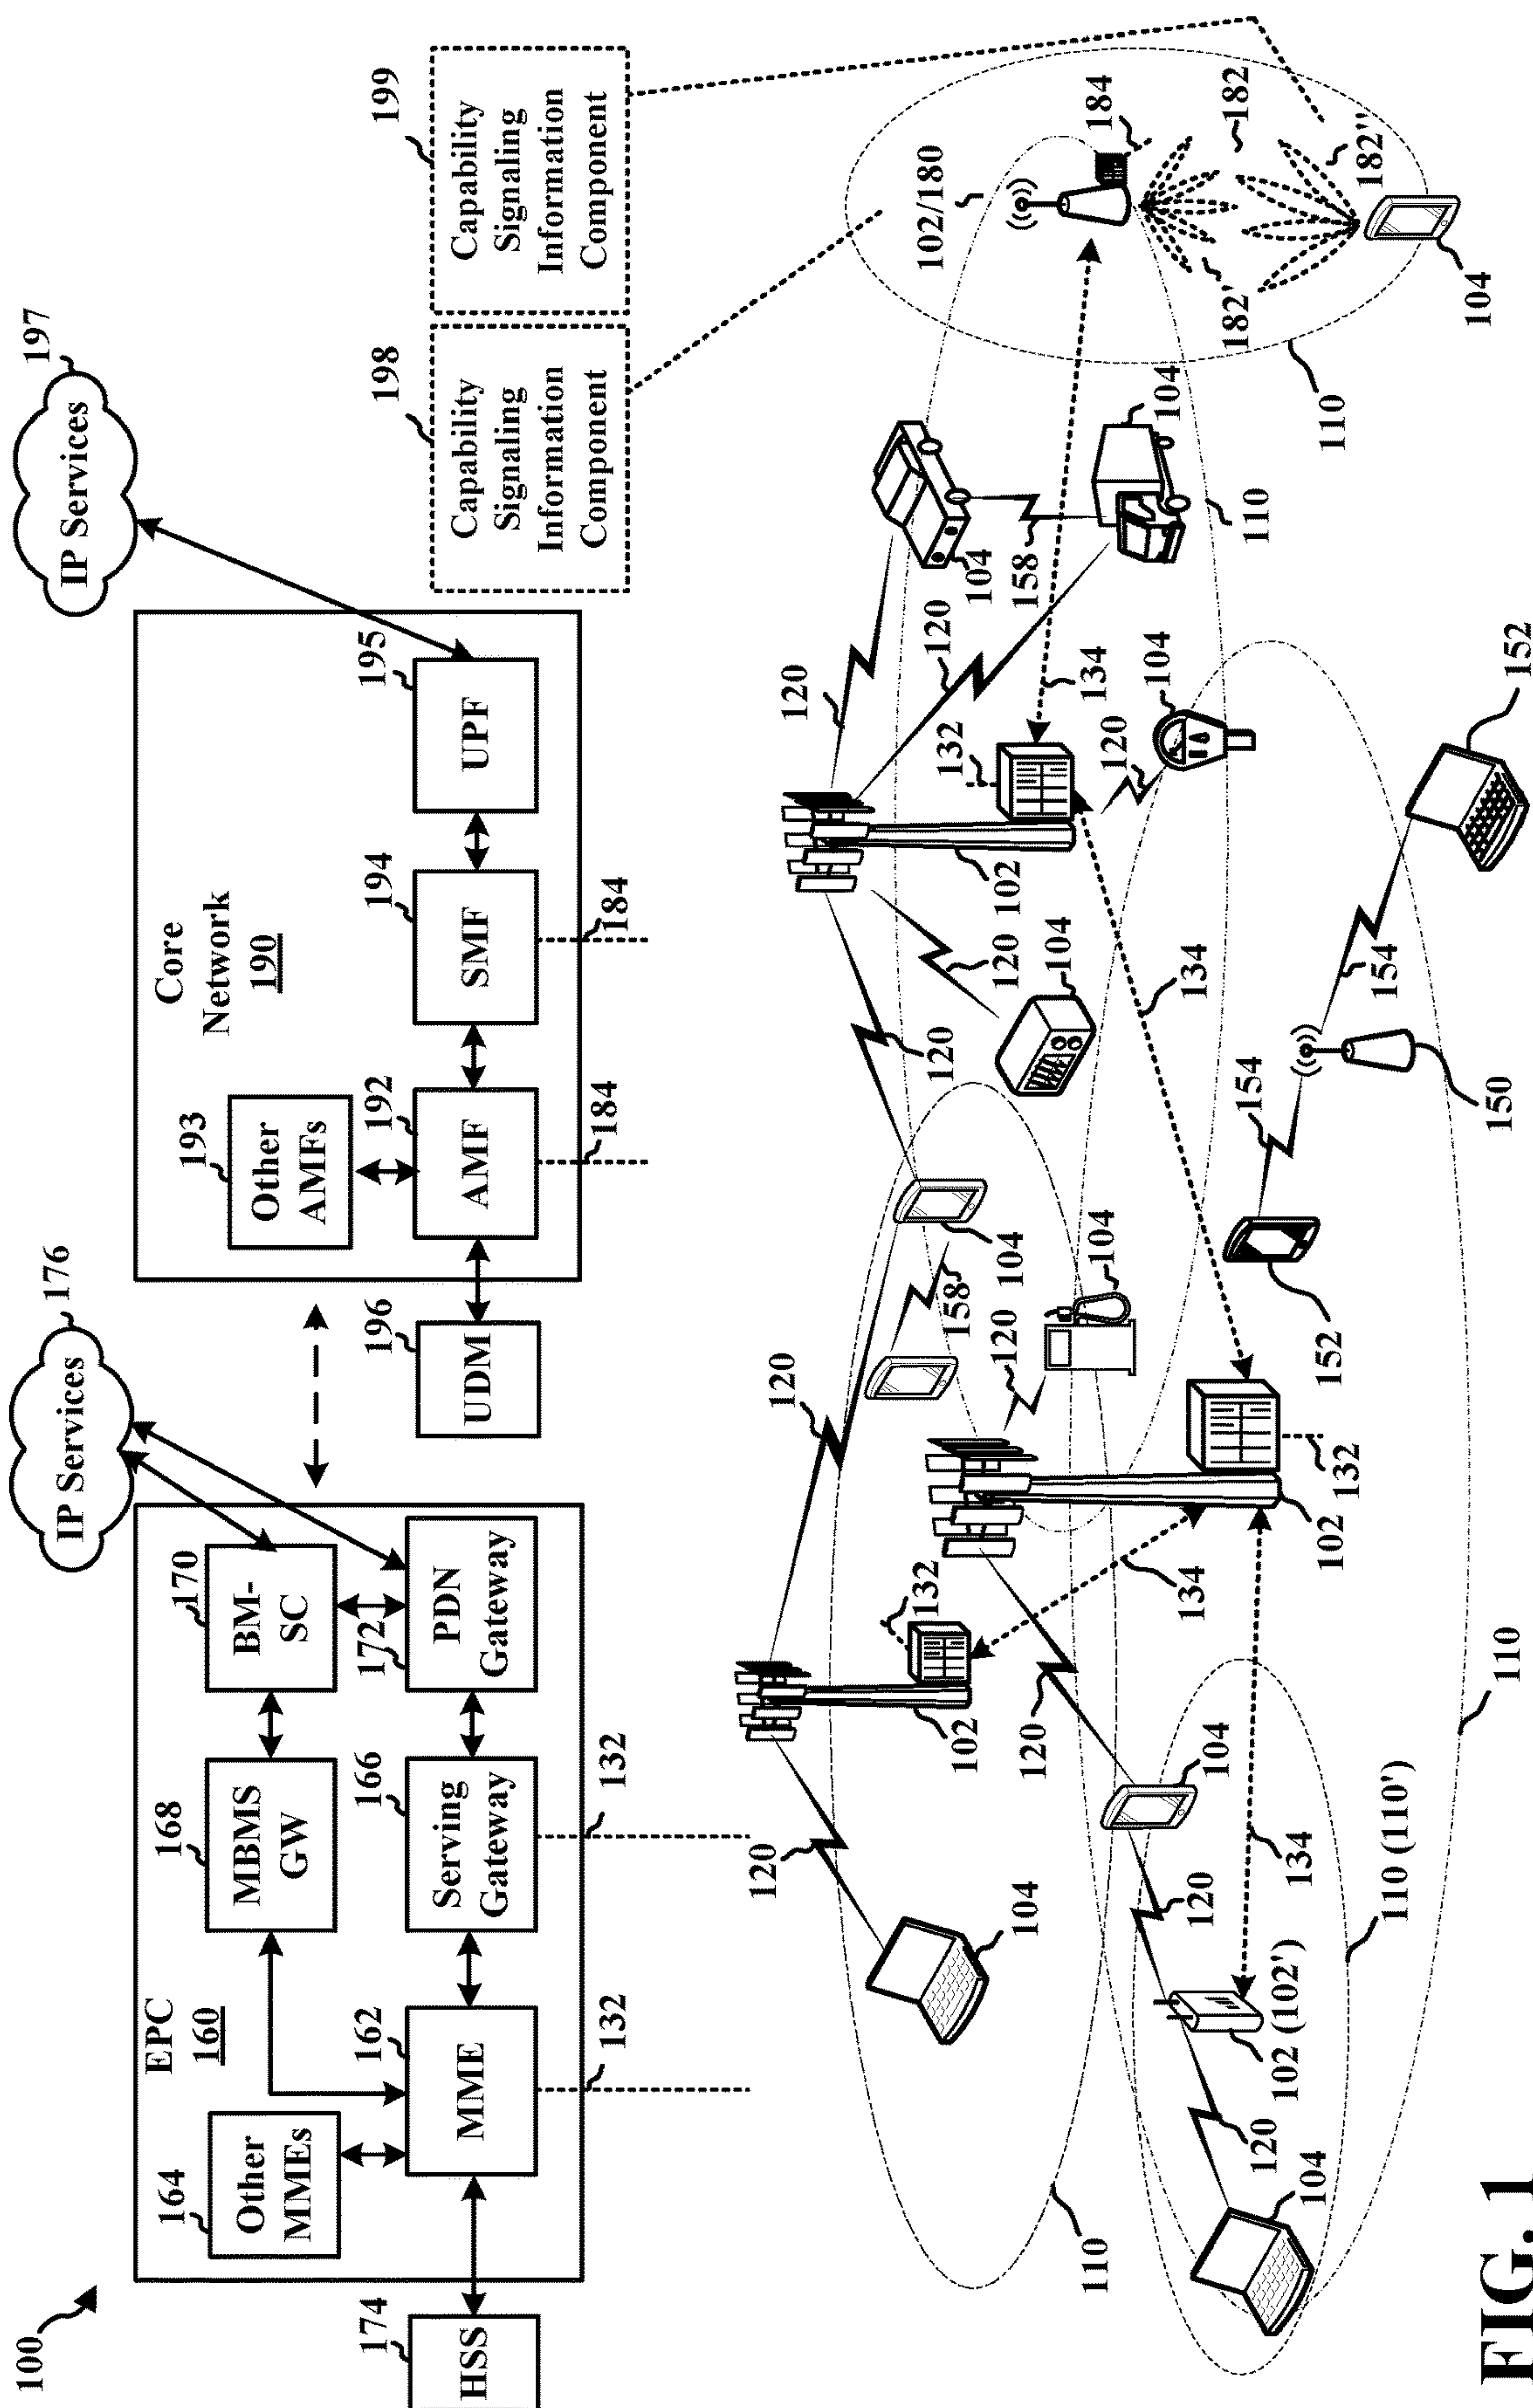 100
EPC
160
174
HSS
164
Other
MMEs
162
MME
168
MBMS
GW
166
Serving
Gateway
170
BM-
SC
172
PDN
Gateway
132
132
176
IP Services
196
UDM
Core
Network
190
193
Other
AMFs
192
AMF
194
SMF
195
UPF
184
184
197
IP Services
198
Capability
Signaling
Information
Component
199
Capability
Signaling
Information
Component
120
104
110
102
132
120
134
120
158
104
120
104
120
120
104
102
132
120
120
104
158
104
134
120
104
110
102/180
184
182'
182
182''
104
110
104
120
102 (102')
120
104
134
110 (110')
110
102
132
134
152
154
150
154
152
FIG. 1